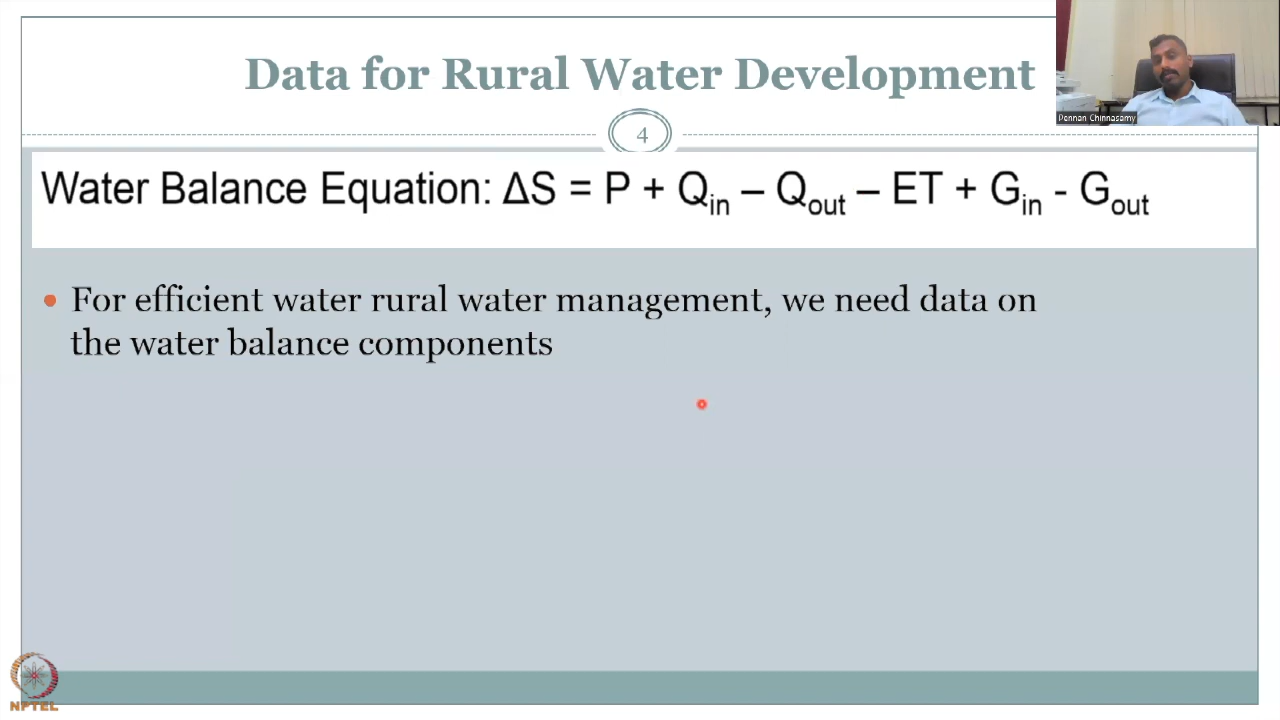 Data for Rural Water Development
Pennan Chinnasamy
4
Water Balance Equation: ΔS = P + Qin – Qout – ET + Gin - Gout
• For efficient water rural water management, we need data on
the water balance components
NPTEL